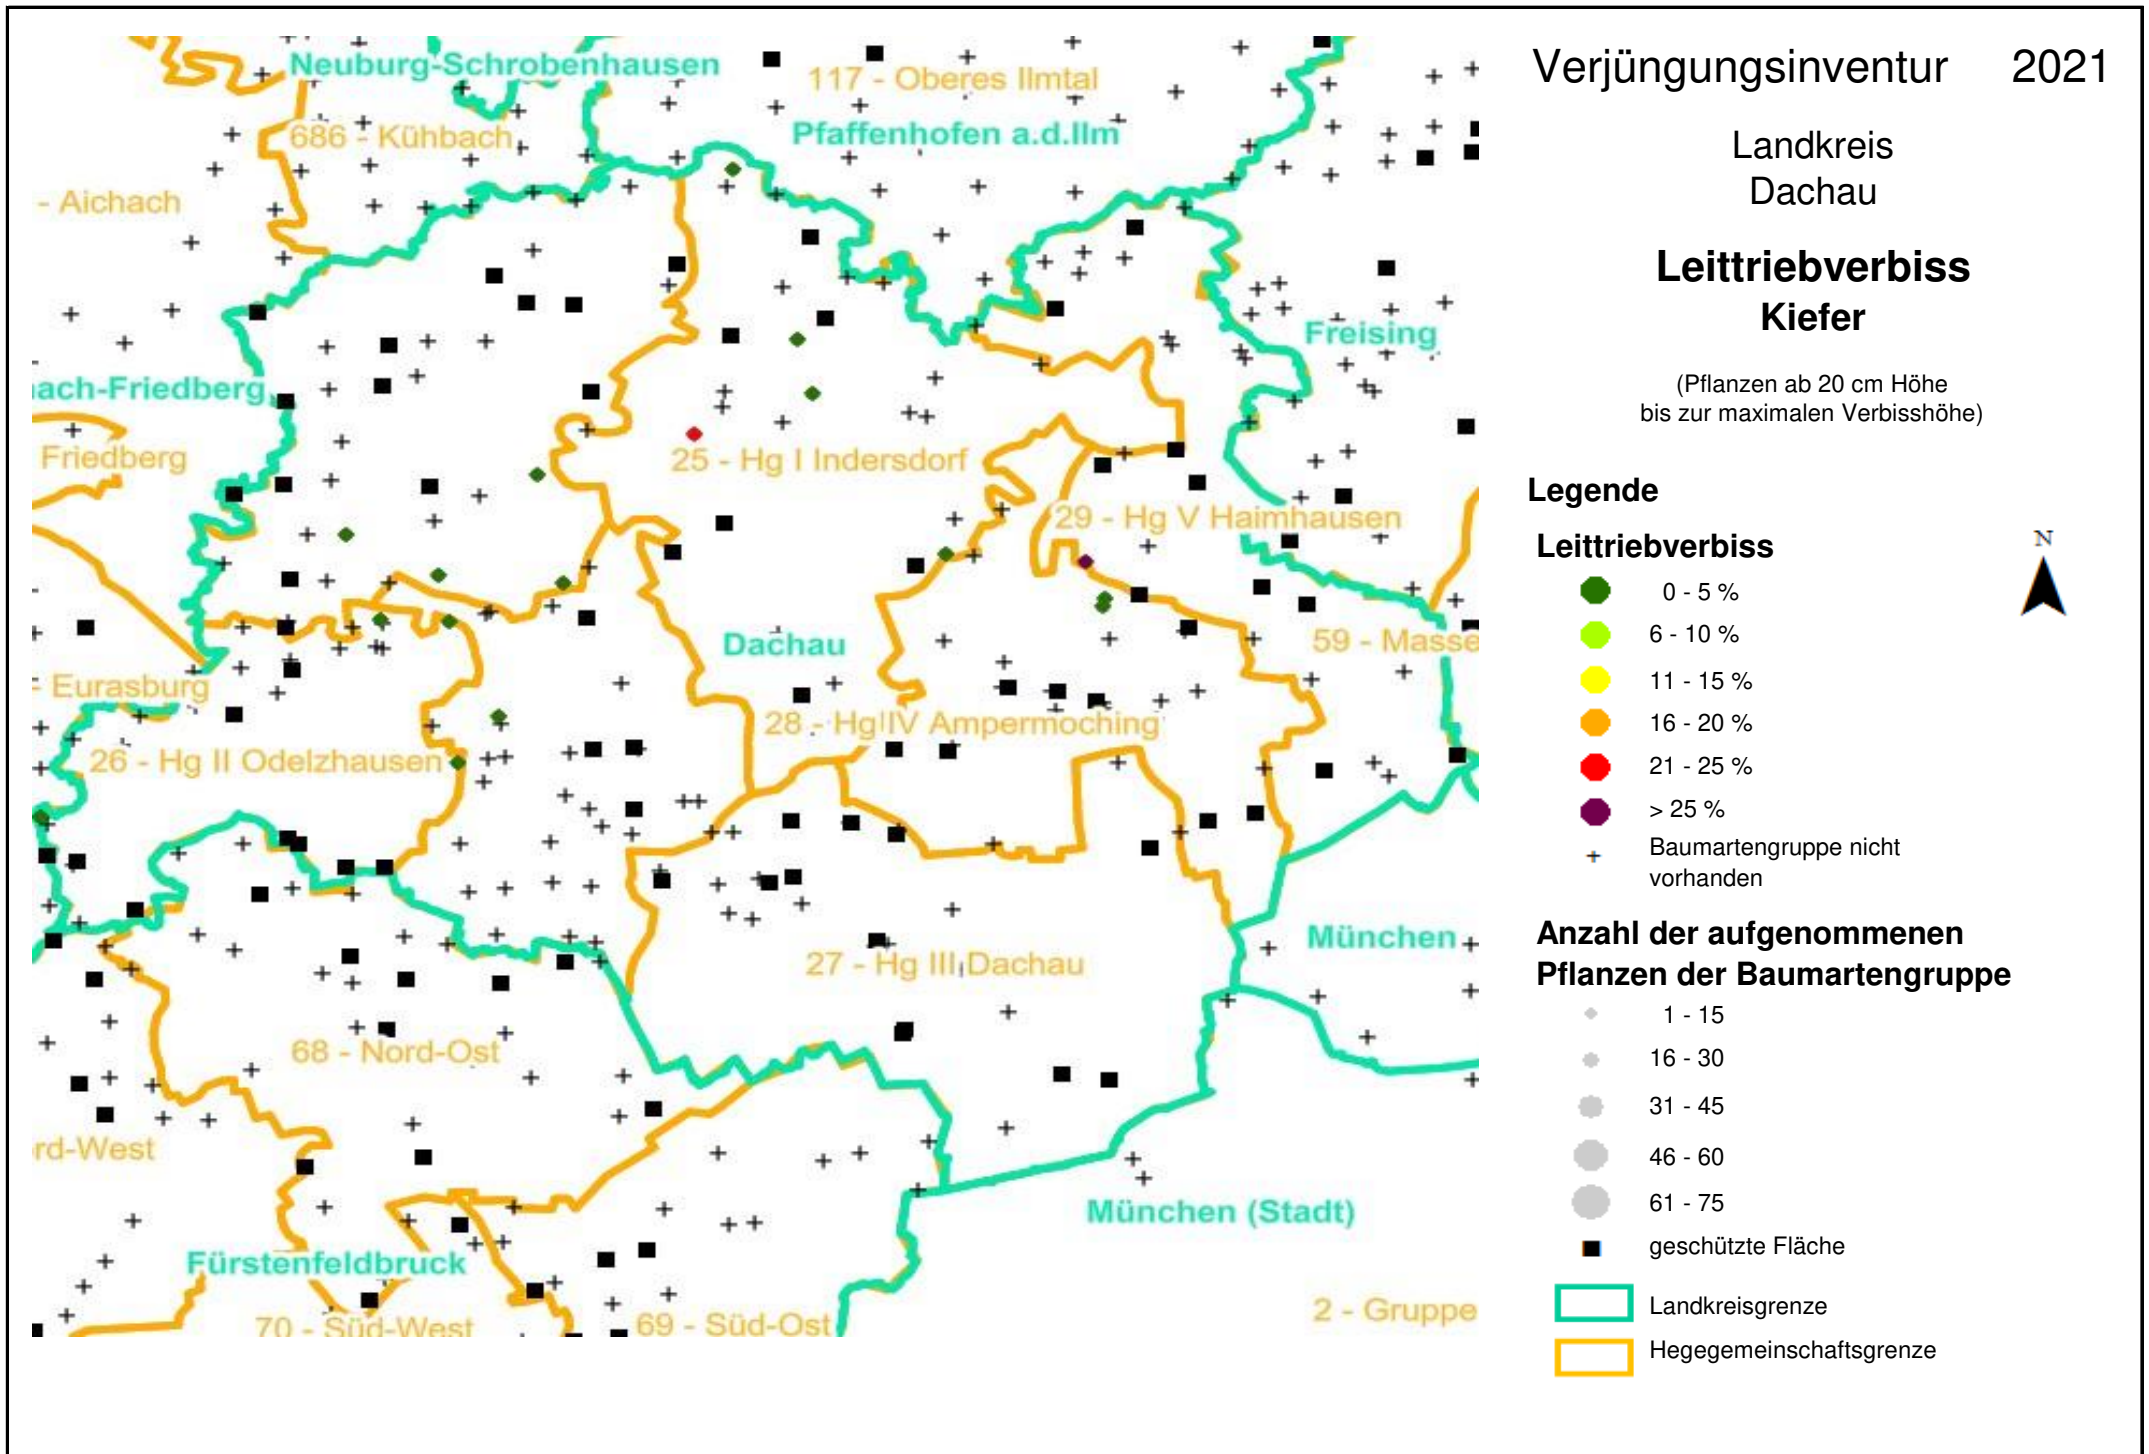 Verjüngungsinventur 2021
Landkreis
Dachau
Leittriebverbiss
Kiefer
(Pflanzen ab 20 cm Höhe
bis zur maximalen Verbisshöhe)
Legende
Leittriebverbiss
N
0 - 5 %
6 - 10 %
11 - 15 %
16 - 20 %
21 - 25 %
> 25 %
Baumartengruppe nicht
vorhanden
Anzahl der aufgenommenen
Pflanzen der Baumartengruppe
1 - 15
16 - 30
31 - 45
46 - 60
61 - 75
geschützte Fläche
Landkreisgrenze
Hegegemeinschaftsgrenze
Neuburg-Schrobenhausen
117 - Oberes Ilmtal
686 - Kühbach
Pfaffenhofen a.d.Ilm
- Aichach
Freising
ach-Friedberg
Friedberg
25 - Hg I Indersdorf
29 - Hg V Haimhausen
Dachau
59 - Masse
- Eurasburg
28 - Hg IV Ampermoching
26 - Hg II Odelzhausen
München
27 - Hg III Dachau
68 - Nord-Ost
rd-West
München (Stadt)
Fürstenfeldbruck
2 - Gruppe
70 - Süd-West
69 - Süd-Ost